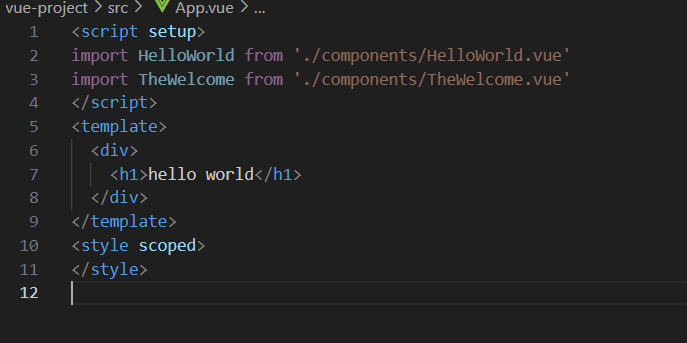 vue-project > src > App.vue > ...
1 <script setup>
2 import HelloWorld from './components/HelloWorld.vue'
3 import TheWelcome from './components/TheWelcome.vue'
4 </script>
5 <template>
6 <div>
7 <h1>hello world</h1>
8 </div>
9 </template>
10 <style scoped>
11 </style>
12